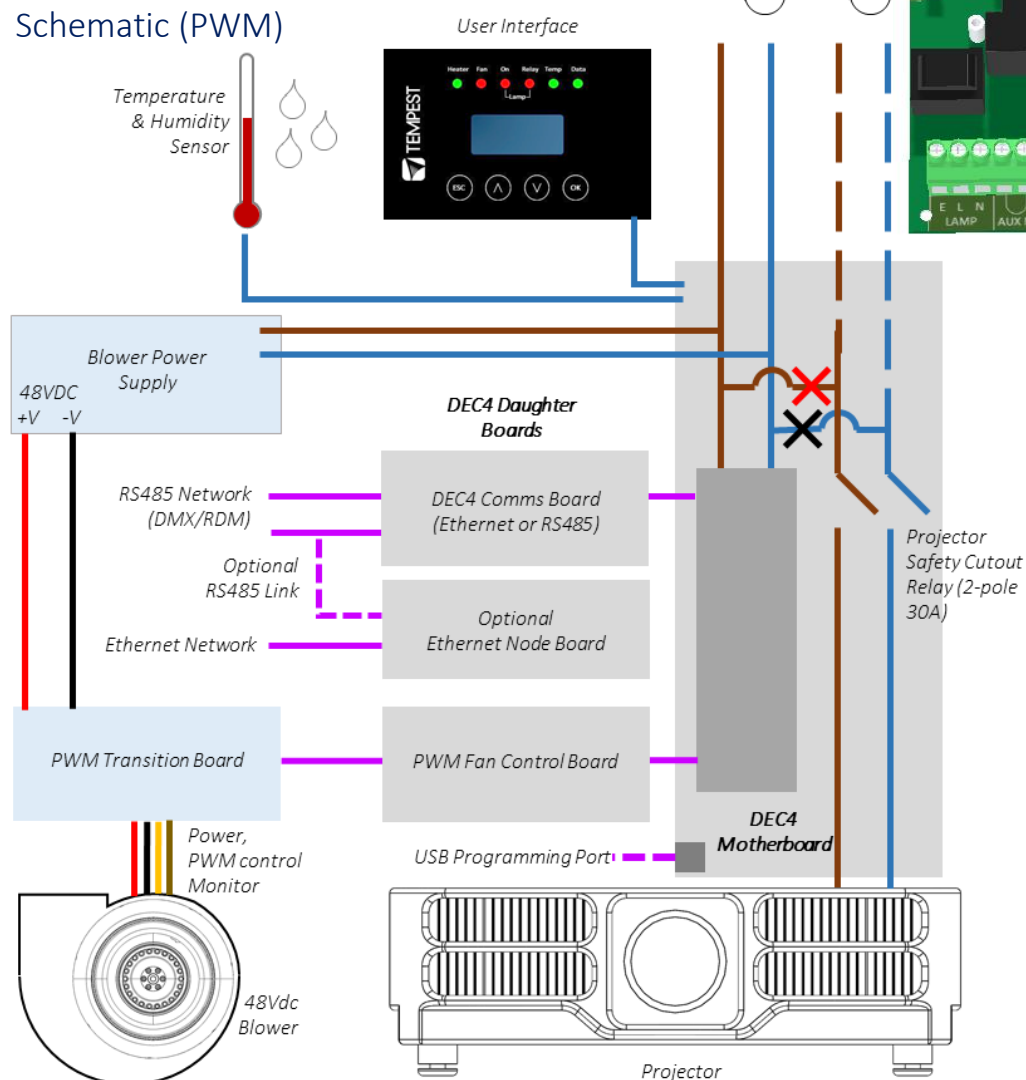 Schematic (PWM)
User Interface
Temperature
& Humidity
Sensor
Heater Fan On Relay Temp Data
Lamp
TEMPEST
ESC
OK
E L N
LAMP
AUX
Blower Power
Supply
48VDC
+V -V
DEC4 Daughter
Boards
RS485 Network
(DMX/RDM)
DEC4 Comms Board
(Ethernet or RS485)
Optional
RS485 Link
Optional
Ethernet Node Board
Ethernet Network
Projector
Safety Cutout
Relay (2-pole
30A)
PWM Transition Board
PWM Fan Control Board
DEC4
Motherboard
Power,
PWM control
Monitor
USB Programming Port
48Vdc
Blower
Projector